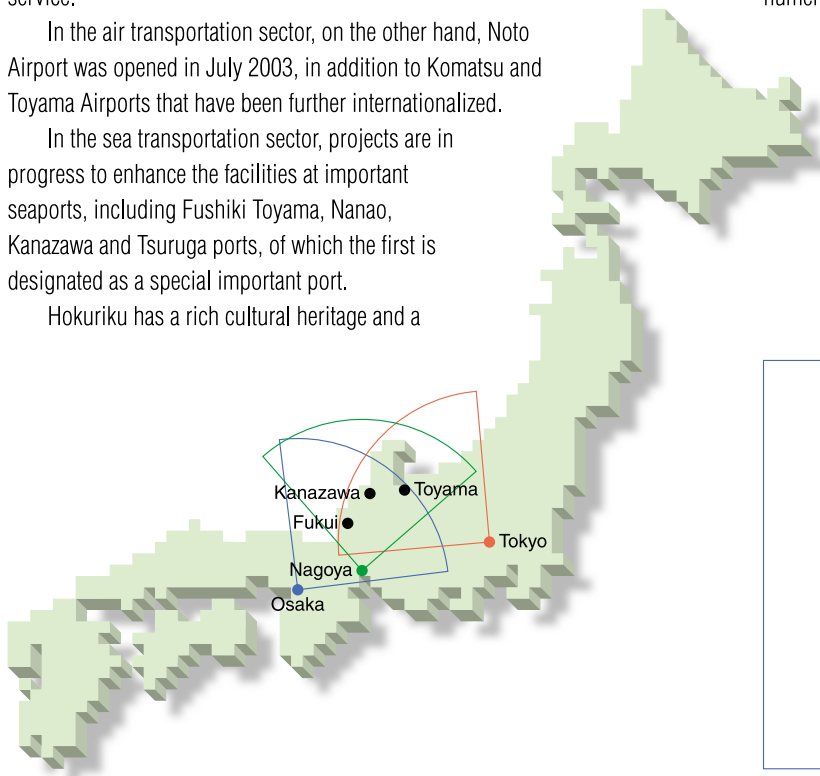 service.
In the air transportation sector, on the other hand, Noto
Airport was opened in July 2003, in addition to Komatsu and
Toyama Airports that have been further internationalized.
In the sea transportation sector, projects are in
progress to enhance the facilities at important
seaports, including Fushiki Toyama, Nanao,
Kanazawa and Tsuruga ports, of which the first is
designated as a special important port.
Hokuriku has a rich cultural heritage and a
Kanazawa
Toyama
Fukui
Tokyo
Nagoya
Osaka